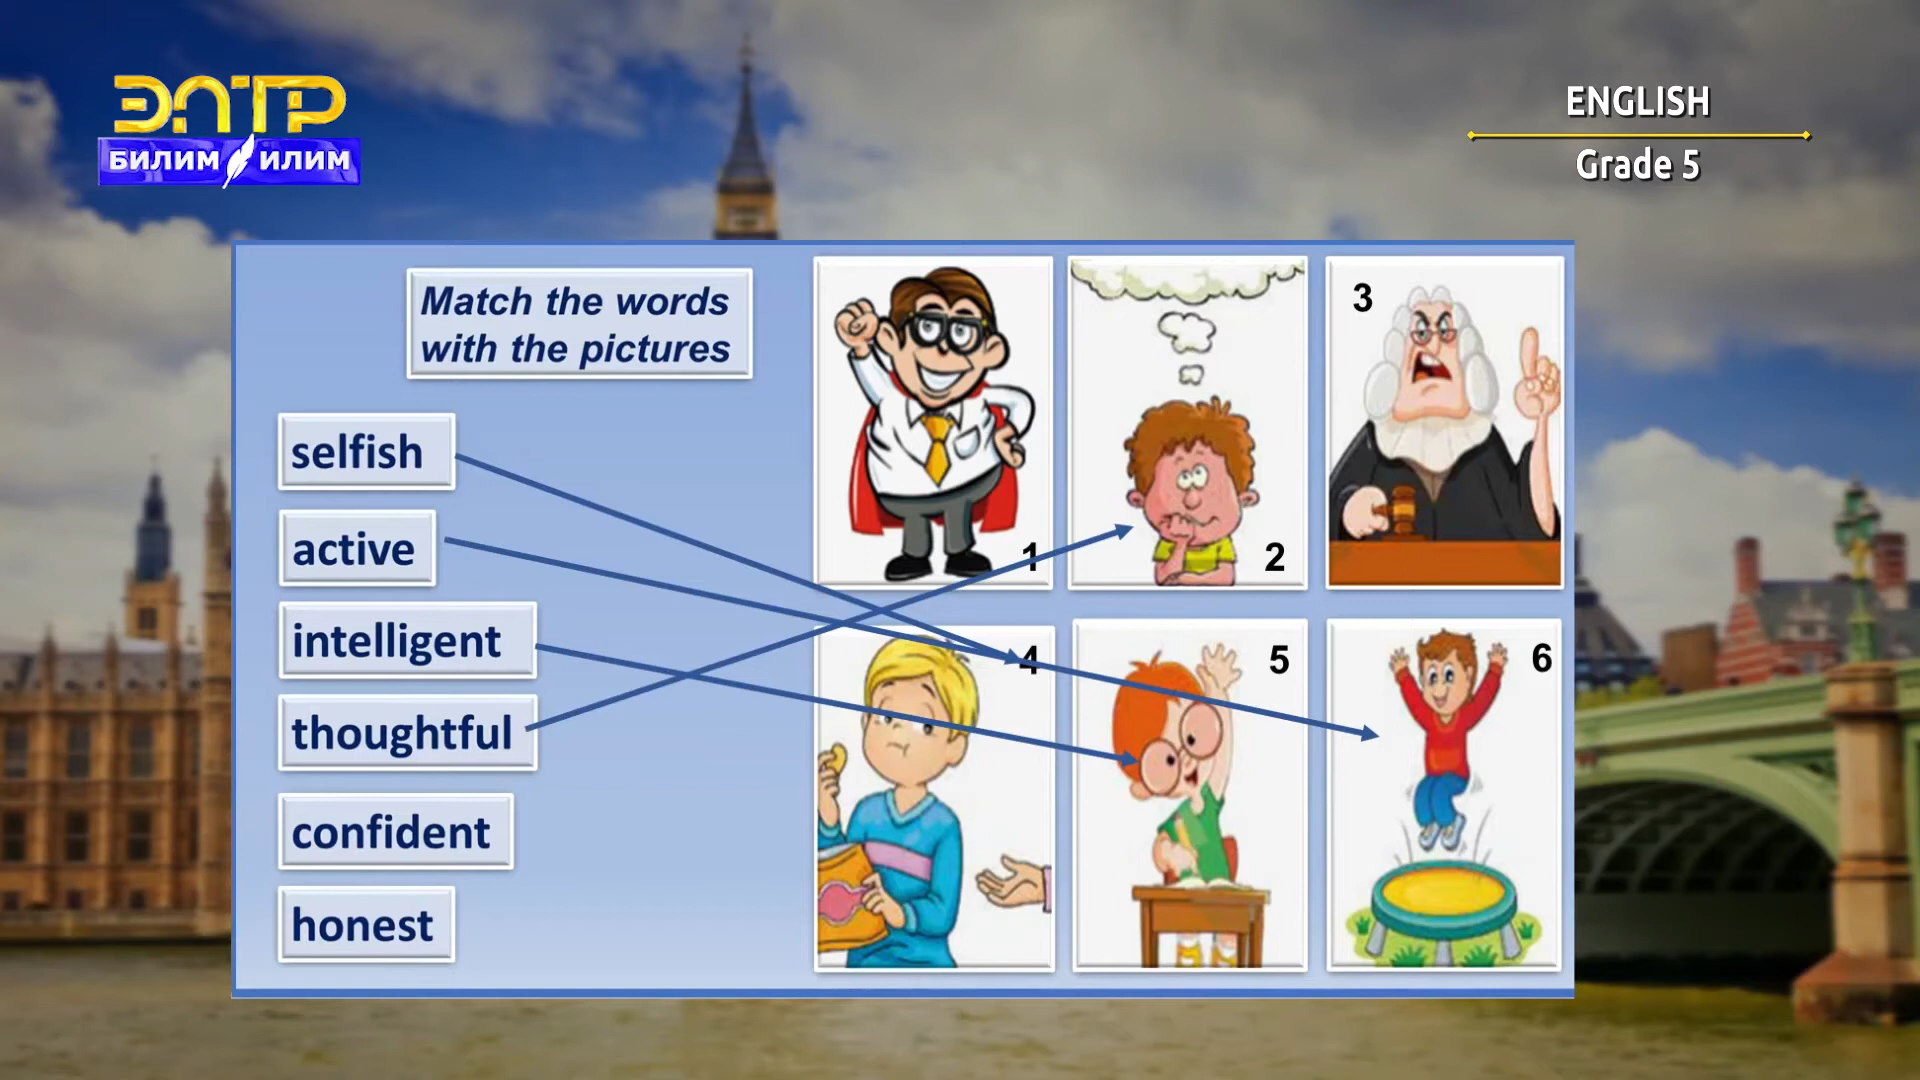 ЭЛТР
БИЛИМ ИЛИМ
ENGLISH
Grade 5
Match the words
with the pictures
selfish
active
intelligent
thoughtful
confident
honest
1
2
3
4
5
6